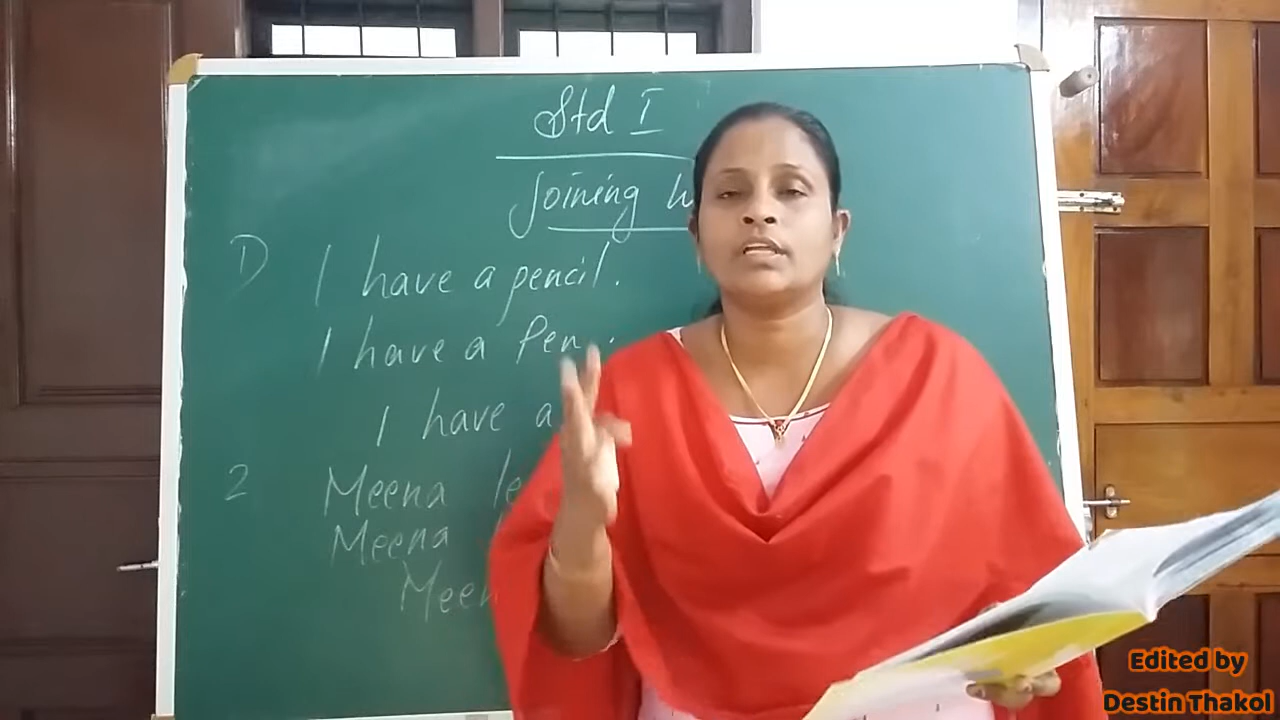 Std I
Joining
1) I have a pencil.
I have a Pen.
I have a
2 Meena
Meena
Meen
Edited by
Destin Thakol